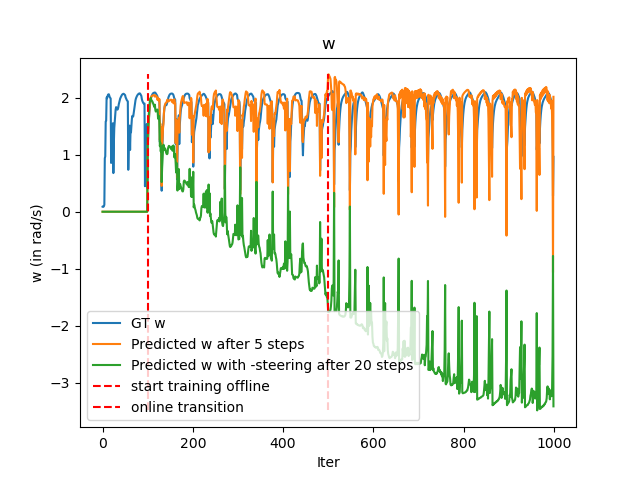 w
w (in rad/s)
2
1
0
−1
−2
−3
GT w
Predicted w after 5 steps
Predicted w with -steering after 20 steps
start training offline
online transition
0
200
400
600
800
1000
Iter